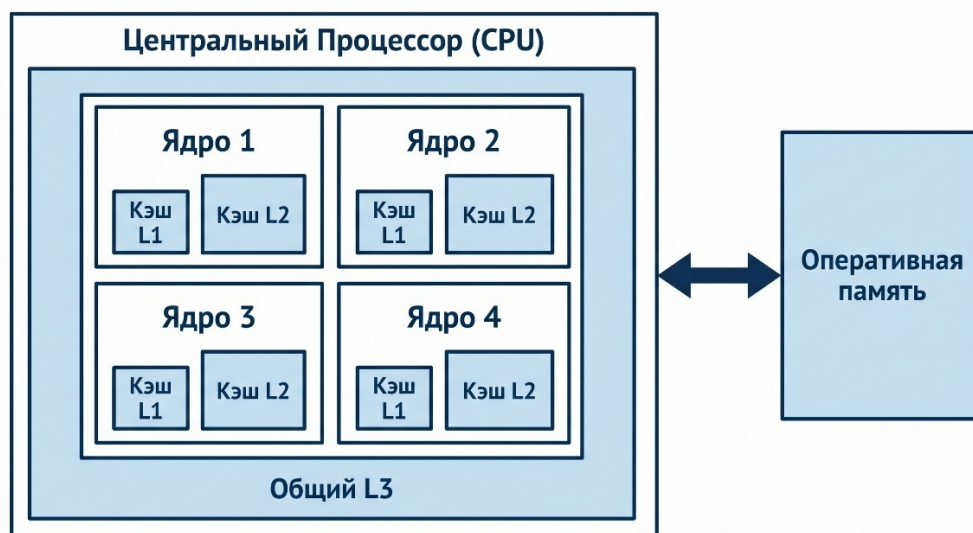 Центральный Процессор (CPU)
Ядро 1
Кэш
L1
Кэш L2
Ядро 2
Кэш
L1
Кэш L2
Ядро 3
Кэш
L1
Кэш L2
Ядро 4
Кэш
L1
Кэш L2
Общий L3
Оперативная
память